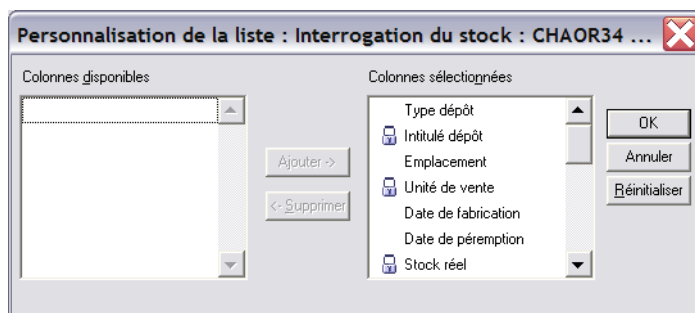 Personnalisation de la liste : Interrogation du stock : CHAOR34 ...
Colonnes disponibles
Colonnes sélectionnées
Type dépôt
Intitulé dépôt
Emplacement
Unité de vente
Date de fabrication
Date de péremption
Stock réel
Ajouter ->
<- Supprimer
OK
Annuler
Réinitialiser